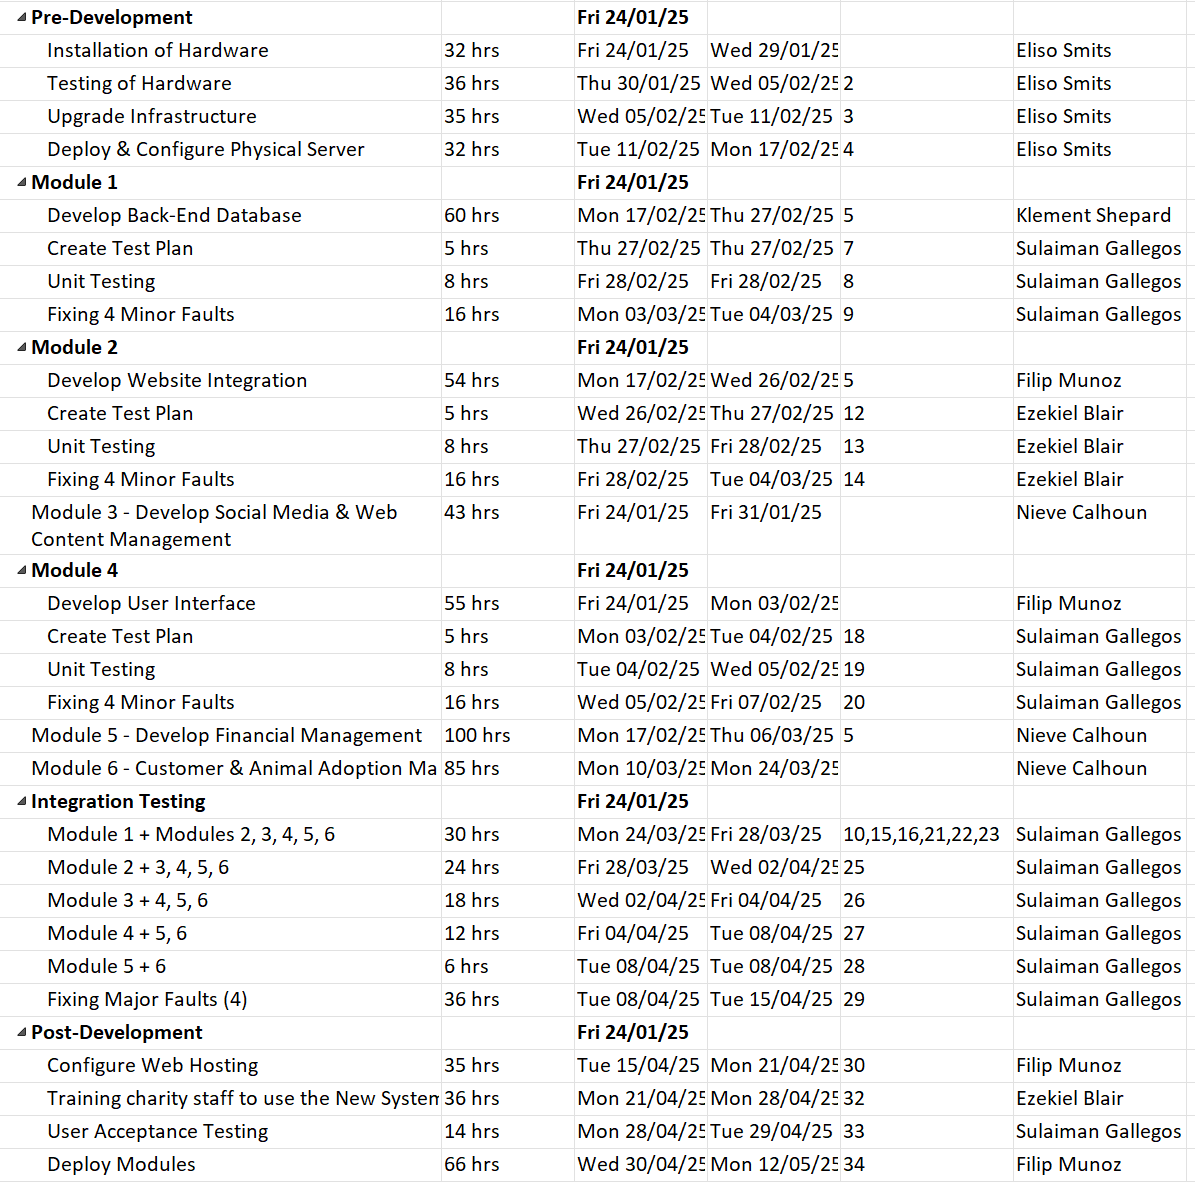 Pre-Development Fri 24/01/25
Installation of Hardware 32 hrs Fri 24/01/25 Wed 29/01/25 Eliso Smits
Testing of Hardware 36 hrs Thu 30/01/25 Wed 05/02/25 2 Eliso Smits
Upgrade Infrastructure 35 hrs Wed 05/02/25 Tue 11/02/25 3 Eliso Smits
Deploy & Configure Physical Server 32 hrs Tue 11/02/25 Mon 17/02/25 4 Eliso Smits
Module 1 Fri 24/01/25
Develop Back-End Database 60 hrs Mon 17/02/25 Thu 27/02/25 5 Klement Shepard
Create Test Plan 5 hrs Thu 27/02/25 Thu 27/02/25 7 Sulaiman Gallegos
Unit Testing 8 hrs Fri 28/02/25 Fri 28/02/25 8 Sulaiman Gallegos
Fixing 4 Minor Faults 16 hrs Mon 03/03/25 Tue 04/03/25 9 Sulaiman Gallegos
Module 2 Fri 24/01/25
Develop Website Integration 54 hrs Mon 17/02/25 Wed 26/02/25 5 Filip Munoz
Create Test Plan 5 hrs Wed 26/02/25 Thu 27/02/25 12 Ezekiel Blair
Unit Testing 8 hrs Thu 27/02/25 Fri 28/02/25 13 Ezekiel Blair
Fixing 4 Minor Faults 16 hrs Fri 28/02/25 Tue 04/03/25 14 Ezekiel Blair
Module 3 - Develop Social Media & Web 43 hrs Fri 24/01/25 Fri 31/01/25 Nieve Calhoun
Content Management
Module 4 Fri 24/01/25
Develop User Interface 55 hrs Fri 24/01/25 Mon 03/02/25 Filip Munoz
Create Test Plan 5 hrs Mon 03/02/25 Tue 04/02/25 18 Sulaiman Gallegos
Unit Testing 8 hrs Tue 04/02/25 Wed 05/02/25 19 Sulaiman Gallegos
Fixing 4 Minor Faults 16 hrs Wed 05/02/25 Fri 07/02/25 20 Sulaiman Gallegos
Module 5 - Develop Financial Management 100 hrs Mon 17/02/25 Thu 06/03/25 5 Nieve Calhoun
Module 6 - Customer & Animal Adoption Ma 85 hrs Mon 10/03/25 Mon 24/03/25 Nieve Calhoun
Integration Testing Fri 24/01/25
Module 1 + Modules 2, 3, 4, 5, 6 30 hrs Mon 24/03/25 Fri 28/03/25 10,15,16,21,22,23 Sulaiman Gallegos
Module 2 + 3, 4, 5, 6 24 hrs Fri 28/03/25 Wed 02/04/25 25 Sulaiman Gallegos
Module 3 + 4, 5, 6 18 hrs Wed 02/04/25 Fri 04/04/25 26 Sulaiman Gallegos
Module 4 + 5, 6 12 hrs Fri 04/04/25 Tue 08/04/25 27 Sulaiman Gallegos
Module 5 + 6 6 hrs Tue 08/04/25 Tue 08/04/25 28 Sulaiman Gallegos
Fixing Major Faults (4) 36 hrs Tue 08/04/25 Tue 15/04/25 29 Sulaiman Gallegos
Post-Development Fri 24/01/25
Configure Web Hosting 35 hrs Tue 15/04/25 Mon 21/04/25 30 Filip Munoz
Training charity staff to use the New System 36 hrs Mon 21/04/25 Mon 28/04/25 32 Ezekiel Blair
User Acceptance Testing 14 hrs Mon 28/04/25 Tue 29/04/25 33 Sulaiman Gallegos
Deploy Modules 66 hrs Wed 30/04/25 Mon 12/05/25 34 Filip Munoz